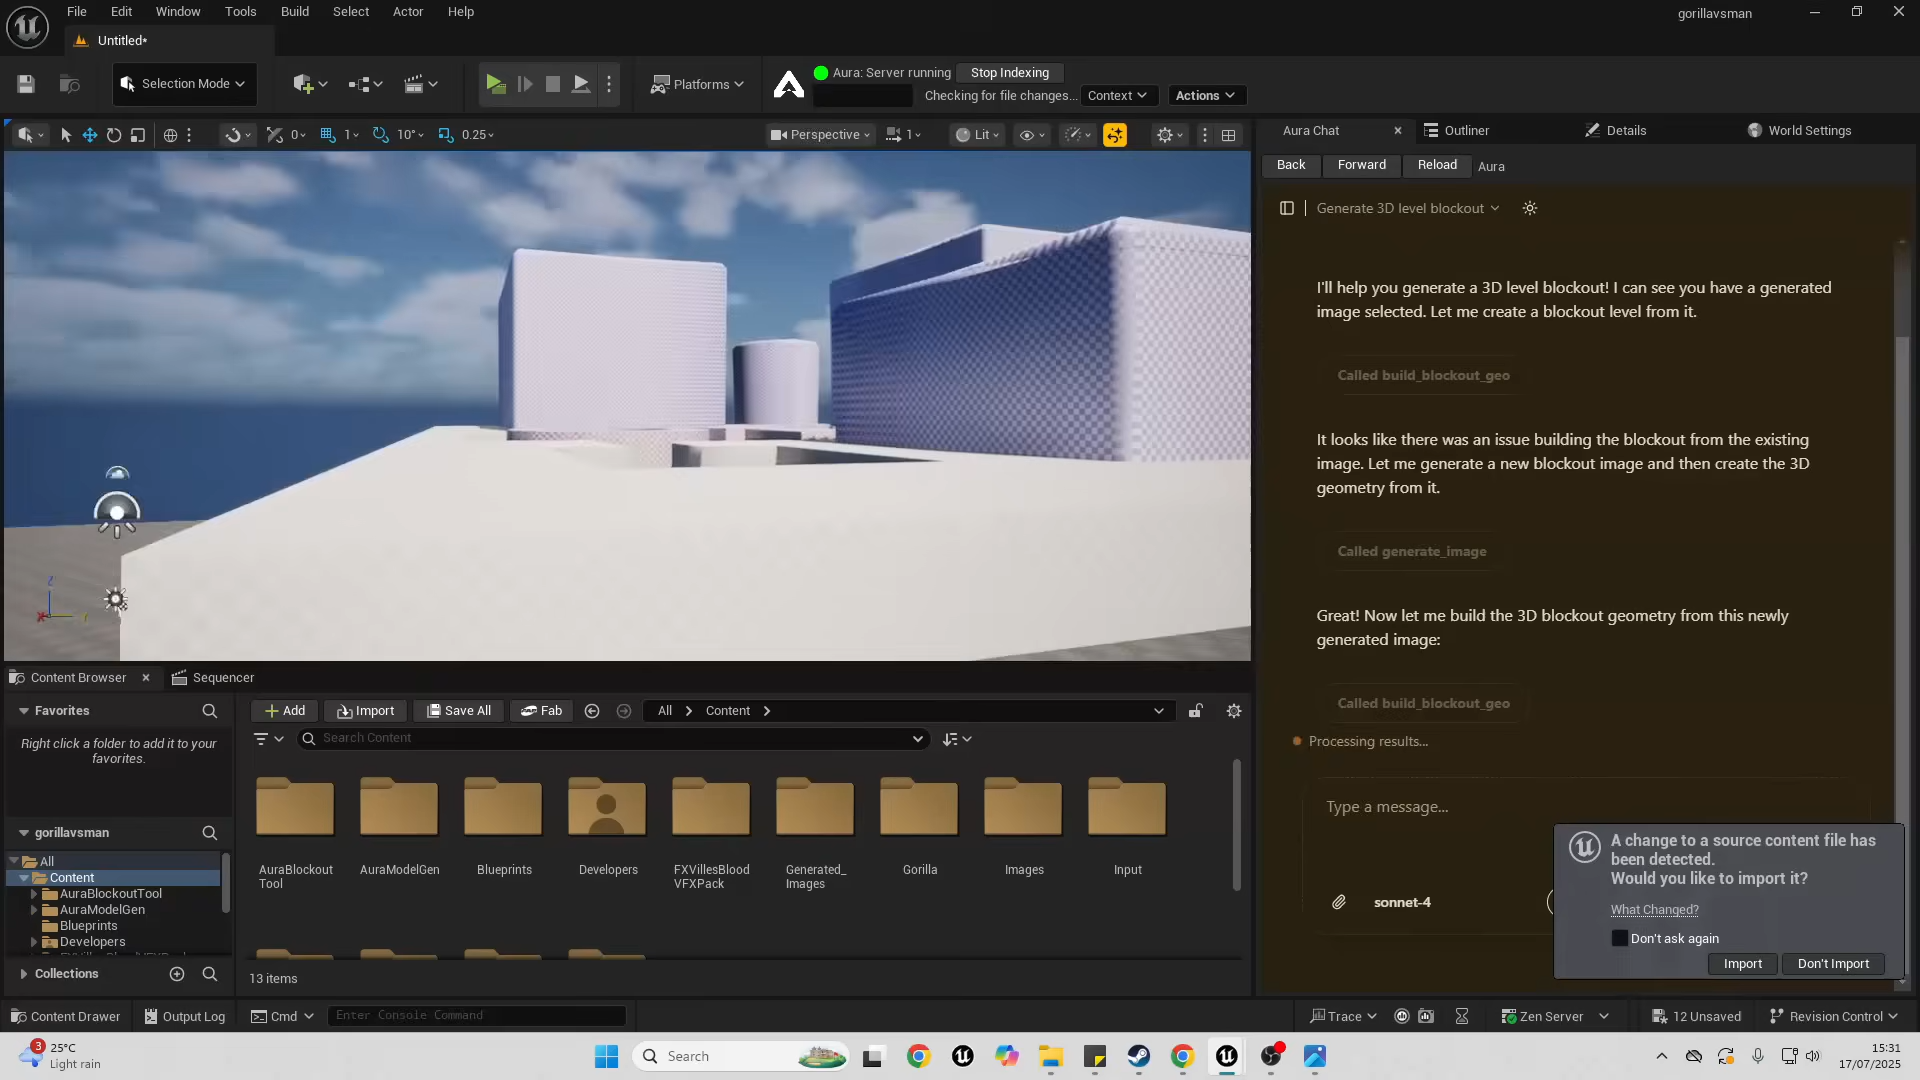 File Edit Window Tools Build Select Actor Help
gorillavsman
Untitled*
Selection Mode
Platforms
Aura: Server running
Stop Indexing
Checking for file changes...
Context
Actions
0
1
10°
0.25
Perspective
1
Lit
Aura Chat
Outliner
Details
World Settings
Back
Forward
Reload
Aura
Generate 3D level blockout
I'll help you generate a 3D level blockout! I can see you have a generated
image selected. Let me create a blockout level from it.
Called build_blockout_geo
It looks like there was an issue building the blockout from the existing
image. Let me generate a new blockout image and then create the 3D
geometry from it.
Called generate_image
Great! Now let me build the 3D blockout geometry from this newly
generated image:
Called build_blockout_geo
Processing results...
Type a message...
sonnet-4
A change to a source content file has
been detected.
Would you like to import it?
What Changed?
Don't ask again
Import
Don't Import
Z
X
Y
Content Browser
Sequencer
Favorites
Right click a folder to add it to your
favorites.
gorillavsman
All
Content
AuraBlockoutTool
AuraModelGen
Blueprints
Developers
Collections
Add
Import
Save All
Fab
All
Content
Search Content
AuraBlockout
Tool
AuraModelGen
Blueprints
Developers
FXVillesBlood
VFXPack
Generated_
Images
Gorilla
Images
Input
13 items
Content Drawer
Output Log
Cmd
Enter Console Command
Trace
Zen Server
12 Unsaved
Revision Control
3
25°C
Light rain
Search
15:31
17/07/2025